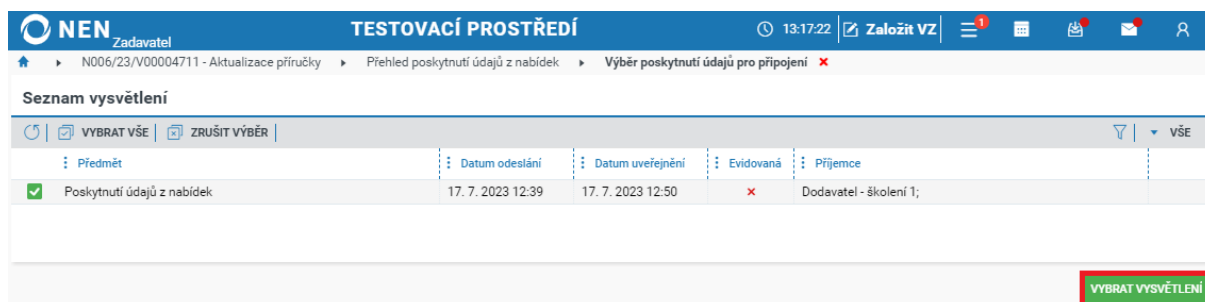 NEN Zadavatel TESTOVACÍ PROSTŘEDÍ 13:17:22 Založit VZ 1
N006/23/V00004711 - Aktualizace příručky Přehled poskytnutí údajů z nabídek Výběr poskytnutí údajů pro připojení
Seznam vysvětlení
VYBRAT VŠE ZRUŠIT VÝBĚR VŠE
Předmět Datum odeslání Datum uveřejnění Evidovaná Příjemce
Poskytnutí údajů z nabídek 17. 7. 2023 12:39 17. 7. 2023 12:50 Dodavatel - školení 1;
VYBRAT VYSVĚTLENÍ